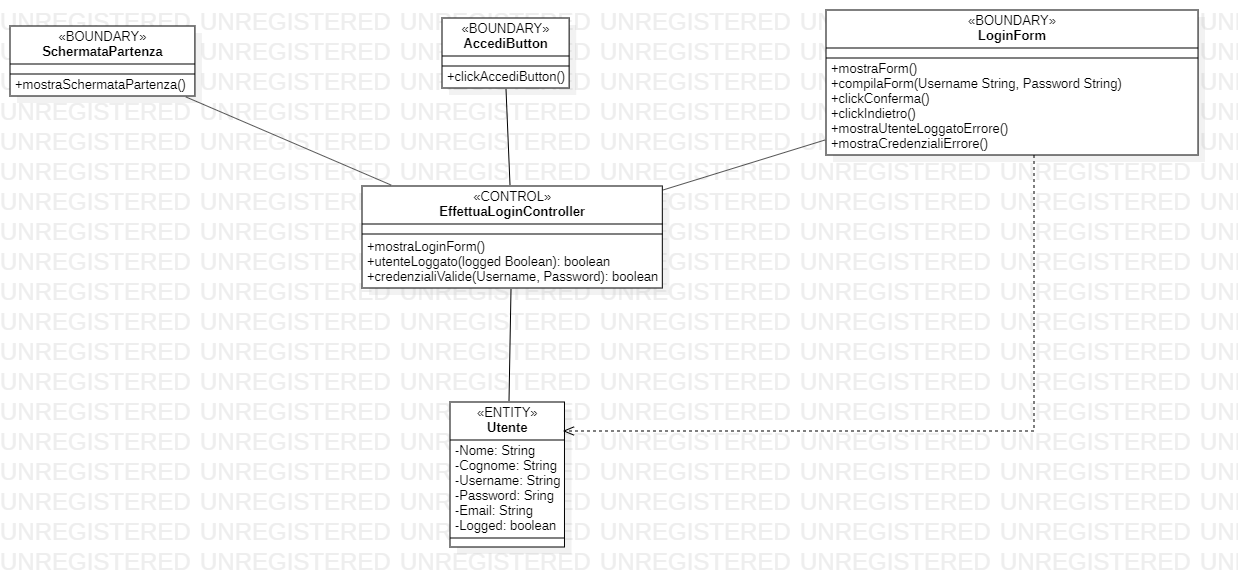 «BOUNDARY»
SchermataPartenza
+mostraSchermataPartenza()
«BOUNDARY»
AccediButton
+clickAccediButton()
«BOUNDARY»
LoginForm
+mostraForm()
+compilaForm(Username String, Password String)
+clickConferma()
+clickIndietro()
+mostraUtenteLoggatoErrore()
+mostraCredenzialiErrore()
«CONTROL»
EffettuaLoginController
+mostraLoginForm()
+utenteLoggato(logged Boolean): boolean
+credenzialiValide(Username, Password): boolean
«ENTITY»
Utente
-Nome: String
-Cognome: String
-Username: String
-Password: Sring
-Email: String
-Logged: boolean
UNREGISTERED